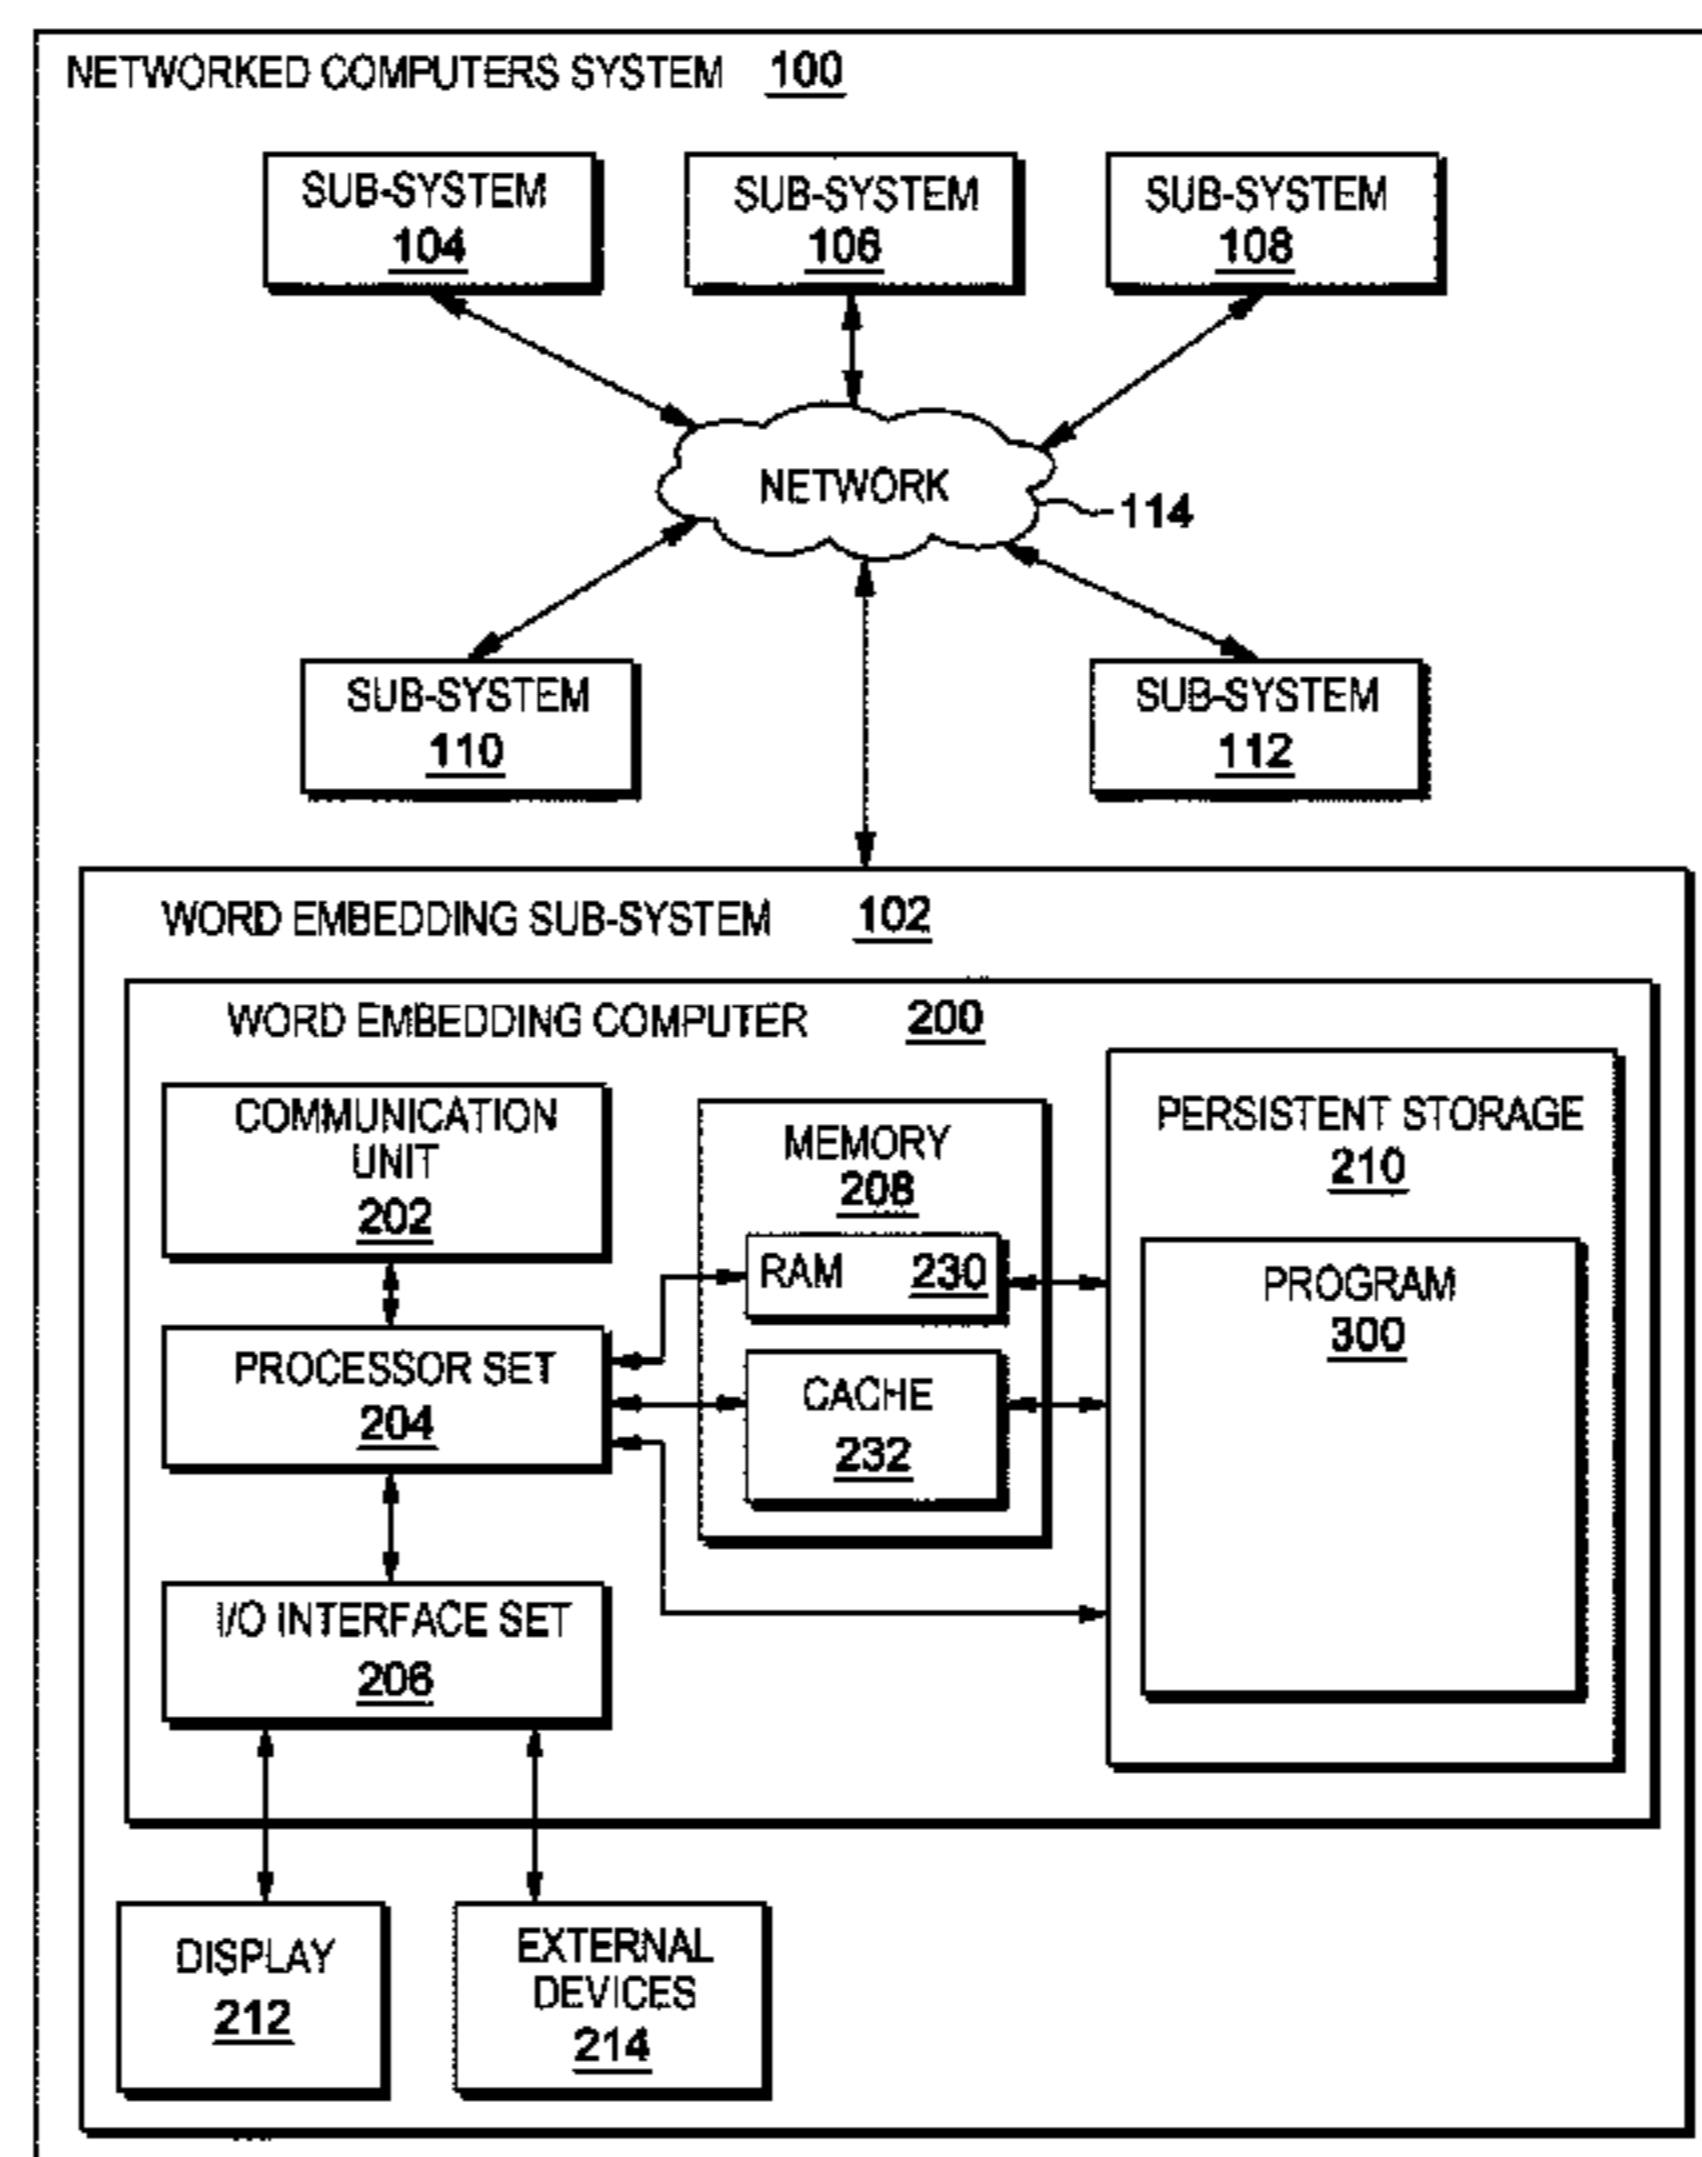 NETWORKED COMPUTERS SYSTEM 100
SUB-SYSTEM
104
SUB-SYSTEM
106
SUB-SYSTEM
108
NETWORK
114
SUB-SYSTEM
110
SUB-SYSTEM
112
WORD EMBEDDING SUB-SYSTEM 102
WORD EMBEDDING COMPUTER 200
COMMUNICATION
UNIT
202
PROCESSOR SET
204
I/O INTERFACE SET
206
MEMORY
208
RAM 230
CACHE
232
PERSISTENT STORAGE
210
PROGRAM
300
DISPLAY
212
EXTERNAL
DEVICES
214